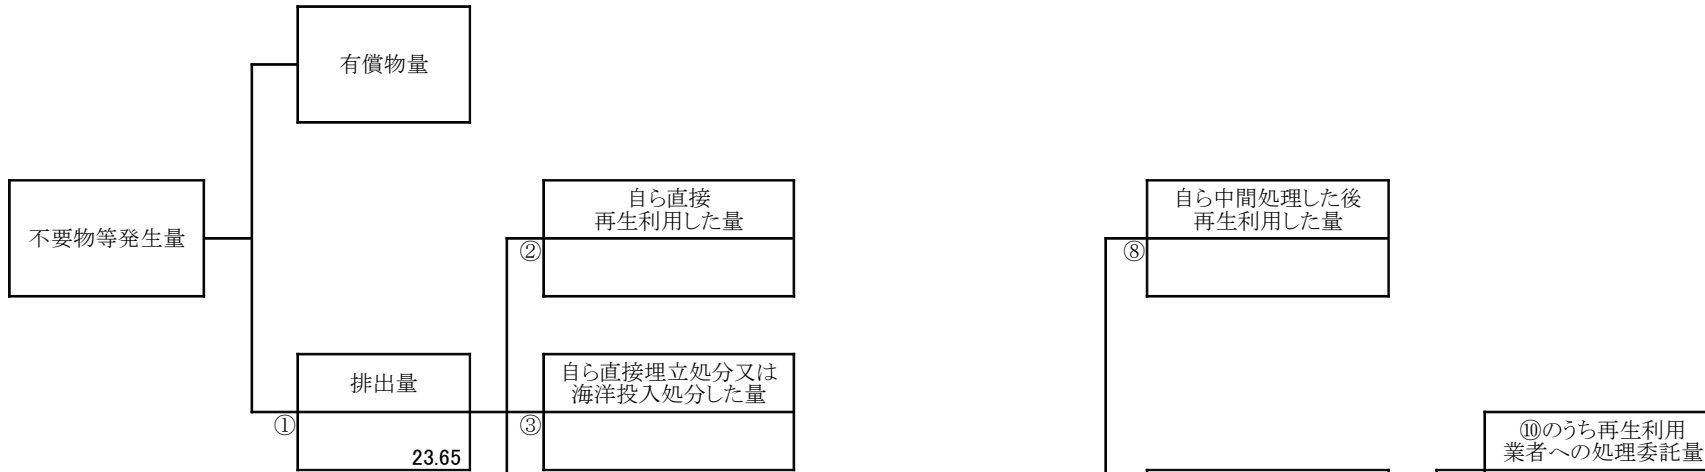 有償物量
不要物等発生量
自ら直接
再生利用した量
②
自ら中間処理した後
再生利用した量
⑧
排出量
①
23.65
自ら直接埋立処分又は
海洋投入処分した量
③
⑩のうち再生利用
業者への処理委託量